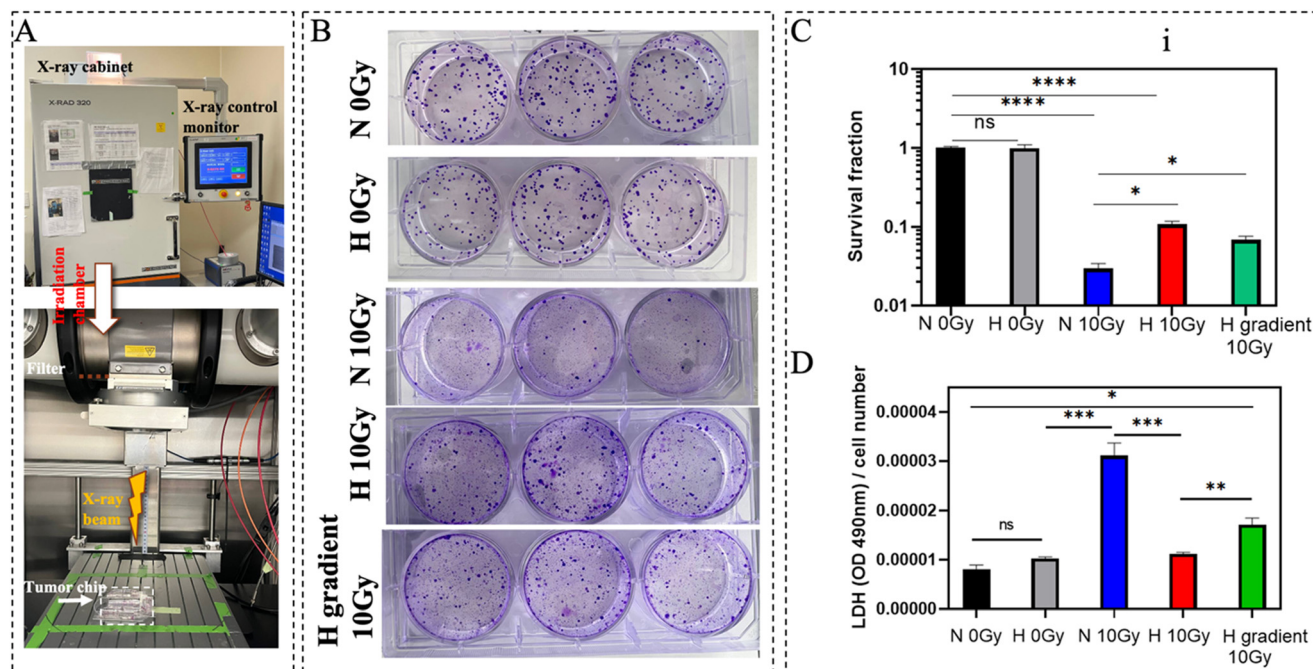 A
X-ray cabinet
X-RAD 320
X-ray control
monitor
Irradiation
chamber
Filter
X-ray
beam
Tumor chip
B
N 0Gy
H 0Gy
N 10Gy
H 10Gy
H gradient
10Gy
C
i
Survival fraction
10
1
0.1
0.01
****
****
ns
*
*
N 0Gy
H 0Gy
N 10Gy
H 10Gy
H gradient
10Gy
D
LDH (OD 490nm) / cell number
0.00004
0.00003
0.00002
0.00001
0.00000
*
***
***
**
ns
N 0Gy
H 0Gy
N 10Gy
H 10Gy
H gradient
10Gy